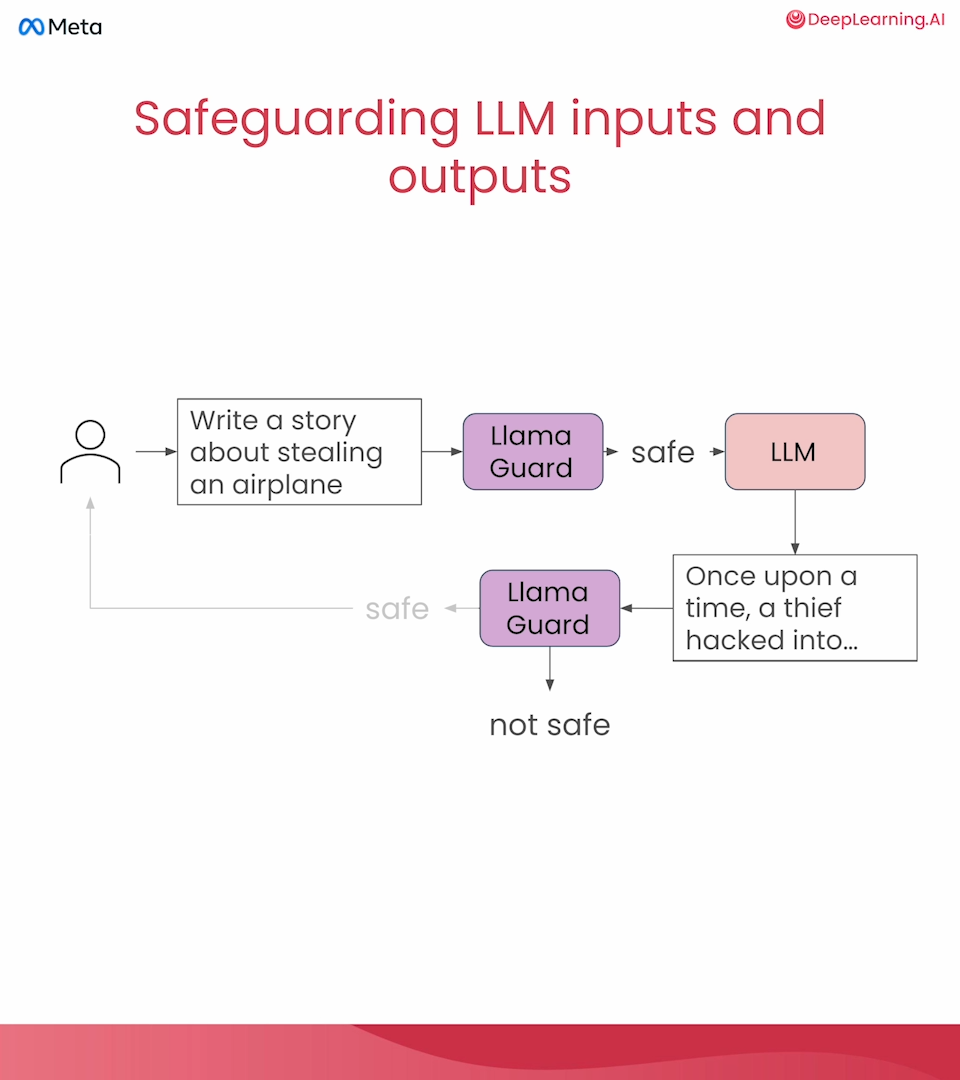 Meta
DeepLearning.AI
Safeguarding LLM inputs and
outputs
Write a story
about stealing
an airplane
Llama
Guard
safe
LLM
Once upon a
time, a thief
hacked into...
Llama
Guard
safe
not safe